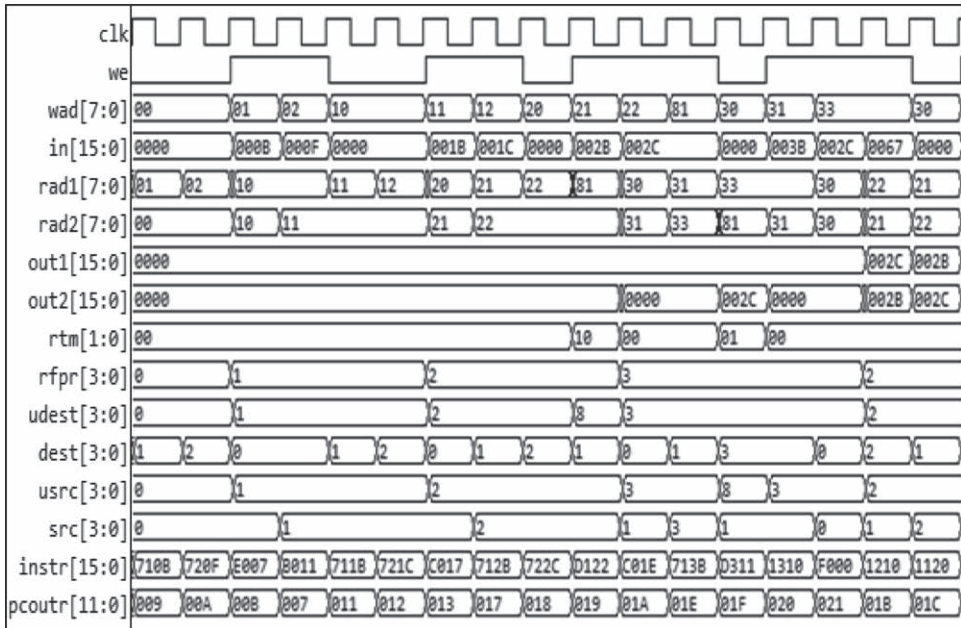 clk
we
wad[7:0] 00 01 02 10 11 12 20 21 22 81 30 31 33 30
in[15:0] 0000 000B 000F 0000 001B 001C 0000 002B 002C 0000 003B 002C 0067 0000
rad1[7:0] 01 02 10 11 12 20 21 22 81 30 31 33 30 22 21
rad2[7:0] 00 10 11 21 22 31 33 81 31 30 21 22
out1[15:0] 0000 002C 002B
out2[15:0] 0000 0000 002C 0000 002B 002C
rtm[1:0] 00 10 00 01 00
rfpr[3:0] 0 1 2 3 2
udest[3:0] 0 1 2 8 3 2
dest[3:0] 1 2 0 1 2 0 1 2 1 0 1 3 0 2 1
usrc[3:0] 0 1 2 3 8 3 2
src[3:0] 0 1 2 1 3 1 0 1 2
instr[15:0] 710B 720F E007 B011 711B 721C C017 712B 722C D122 C01E 713B D311 1310 F000 1210 1120
pcoutr[11:0] 009 00A 00B 007 011 012 013 017 018 019 01A 01E 01F 020 021 01B 01C